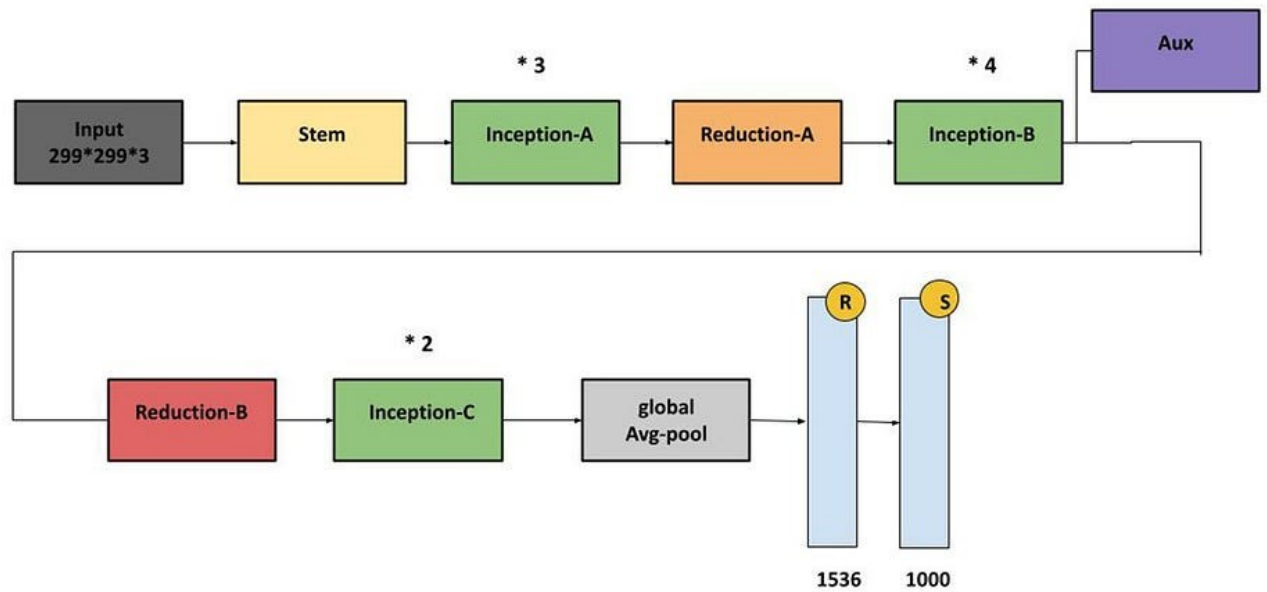 Aux
* 3
* 4
Input
299*299*3
Stem
Inception-A
Reduction-A
Inception-B
R
S
* 2
Reduction-B
Inception-C
global
Avg-pool
1536
1000